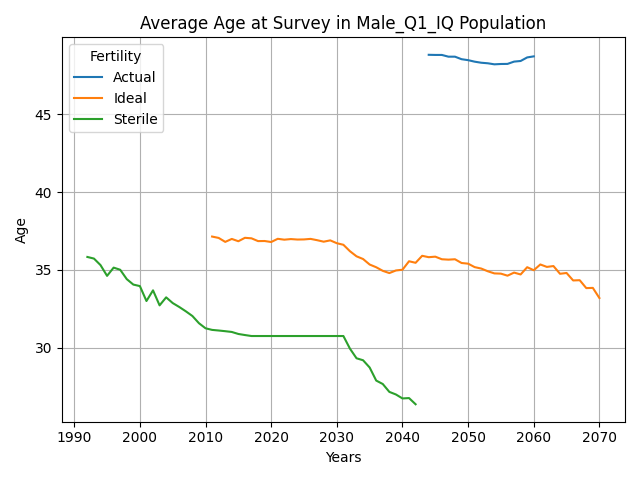 Average Age at Survey in Male_Q1_IQ Population
Fertility
Actual
Ideal
Sterile
45
40
35
30
Age
1990 2000 2010 2020 2030 2040 2050 2060 2070
Years